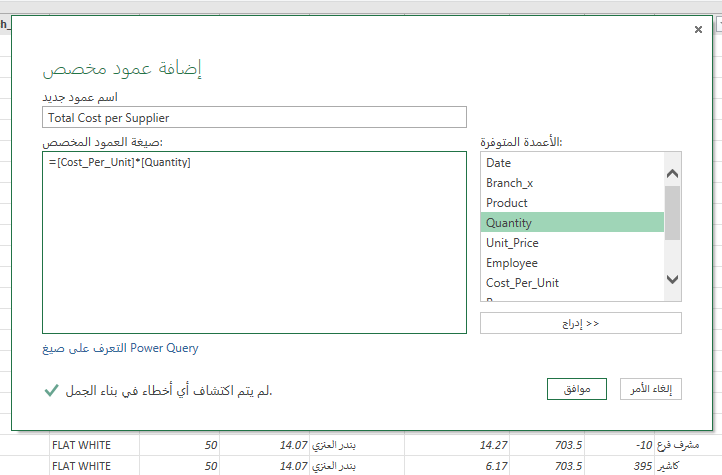 h_
إضافة عمود مخصص
اسم عمود جديد
Total Cost per Supplier
صيغة العمود المخصص:
=[Cost_Per_Unit]*[Quantity]
الأعمدة المتوفرة:
Date
Branch_x
Product
Quantity
Unit_Price
Employee
Cost_Per_Unit
إدراج >>
التعرف على صيغ Power Query
لم يتم اكتشاف أي أخطاء في بناء الجمل.
موافق
إلغاء الأمر
FLAT WHITE 50 14.07 بندر العنزي 14.27 703.5 -10 مشرف فرع
FLAT WHITE 50 14.07 بندر العنزي 6.17 703.5 395 كاشير